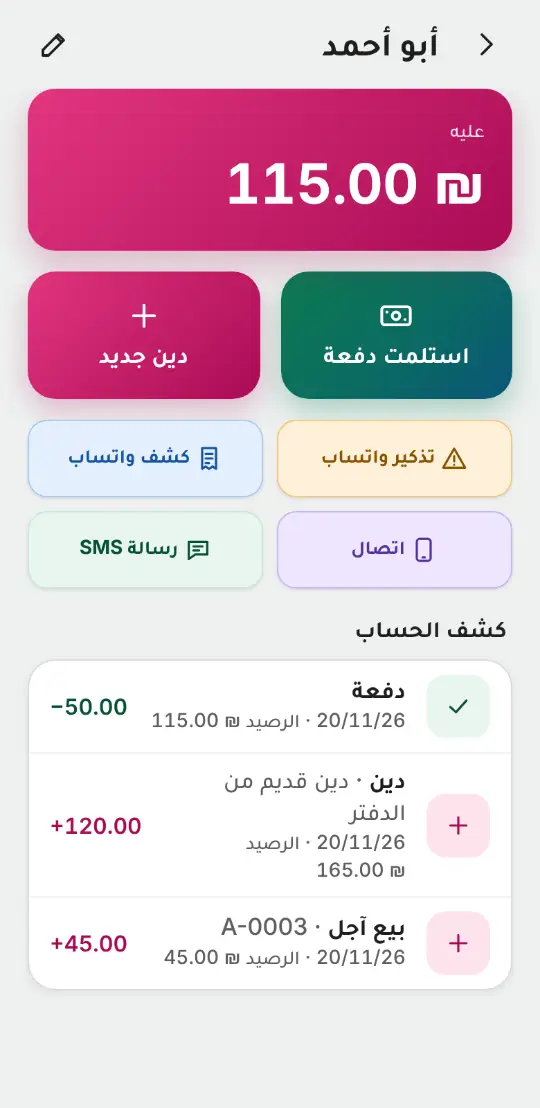 أبو أحمد
عليه
₪ 115.00
استلمت دفعة
دين جديد
تذكير واتساب
كشف واتساب
اتصال
رسالة SMS
كشف الحساب
دفعة
20/11/26 · الرصيد ₪ 115.00
−50.00
دين · دين قديم من
الدفتر
20/11/26 · الرصيد
₪ 165.00
+120.00
بيع آجل · A-0003
20/11/26 · الرصيد ₪ 45.00
+45.00